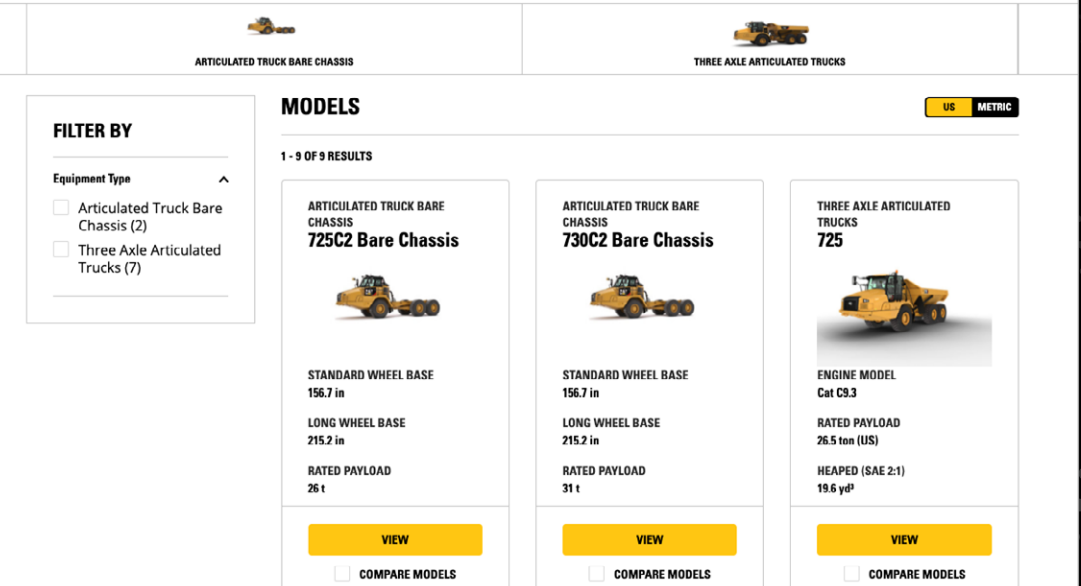 ARTICULATED TRUCK BARE CHASSIS
THREE AXLE ARTICULATED TRUCKS
FILTER BY
Equipment Type
Articulated Truck Bare
Chassis (2)
Three Axle Articulated
Trucks (7)
MODELS
US METRIC
1 - 9 OF 9 RESULTS
ARTICULATED TRUCK BARE
CHASSIS
725C2 Bare Chassis
STANDARD WHEEL BASE
156.7 in
LONG WHEEL BASE
215.2 in
RATED PAYLOAD
26 t
VIEW
COMPARE MODELS
ARTICULATED TRUCK BARE
CHASSIS
730C2 Bare Chassis
STANDARD WHEEL BASE
156.7 in
LONG WHEEL BASE
215.2 in
RATED PAYLOAD
31 t
VIEW
COMPARE MODELS
THREE AXLE ARTICULATED
TRUCKS
725
ENGINE MODEL
Cat C9.3
RATED PAYLOAD
26.5 ton (US)
HEAPED (SAE 2:1)
19.6 yd³
VIEW
COMPARE MODELS